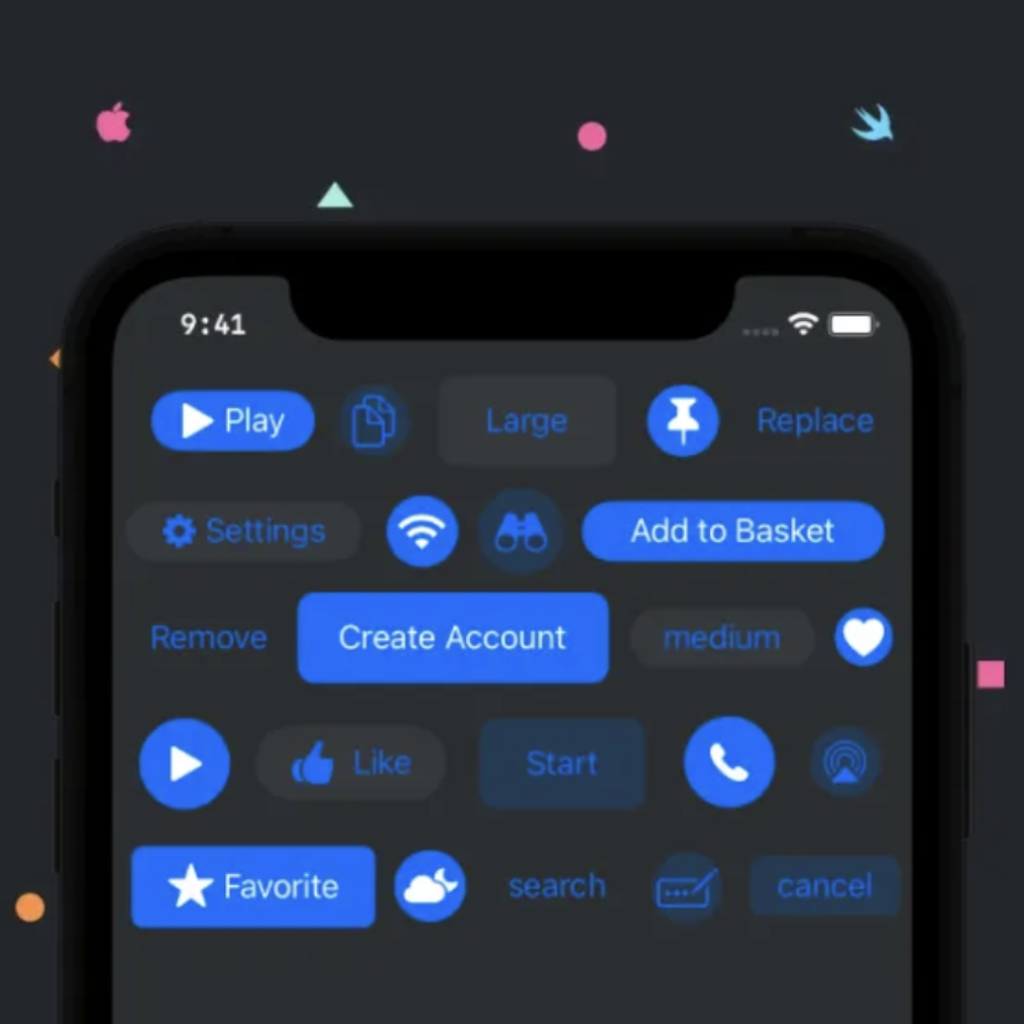 9:41
Play Large Replace
Settings Add to Basket
Remove Create Account medium
Like Start
Favorite search cancel